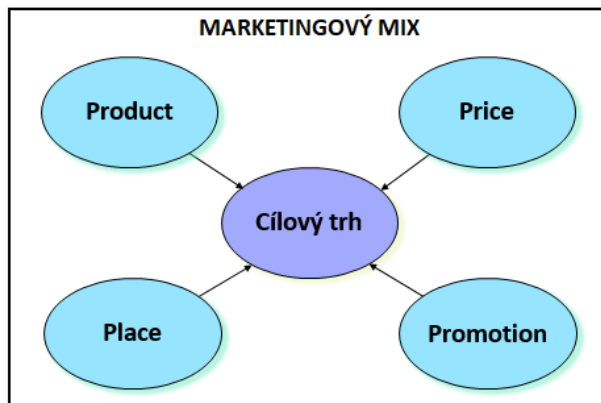 MARKETINGOVÝ MIX
Product
Price
Cílový trh
Place
Promotion